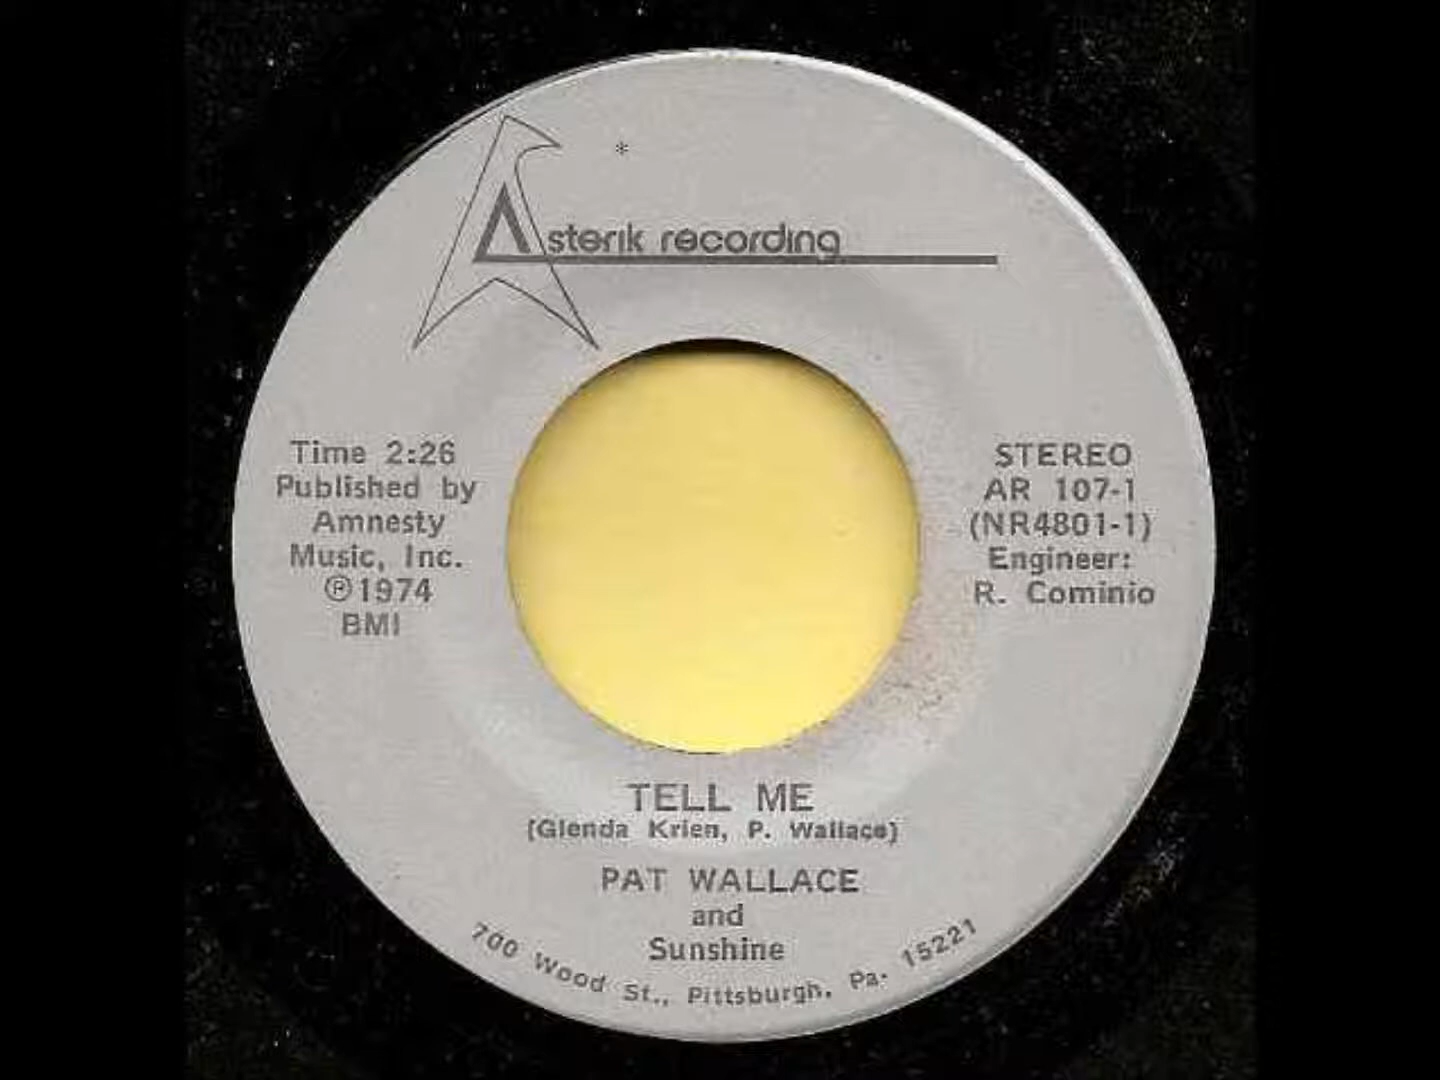 *
Asterik recording
Time 2:26
Published by
Amnesty
Music, Inc.
℗1974
BMI
STEREO
AR 107-1
(NR4801-1)
Engineer:
R. Cominio
TELL ME
(Glenda Krien, P. Wallace)
PAT WALLACE
and
Sunshine
700 Wood St., Pittsburgh, Pa. 15221